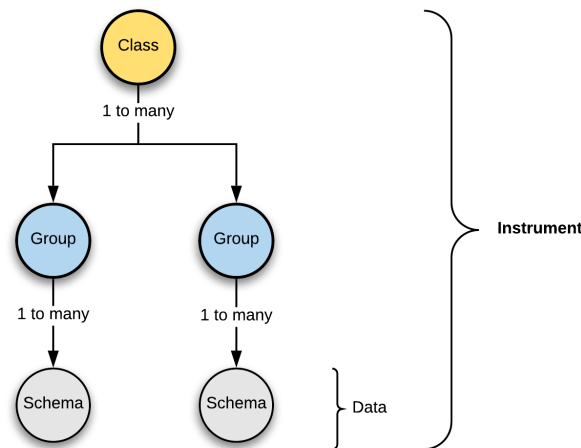 Class
1 to many
Instrument
Group
Group
1 to many
1 to many
Schema
Schema
Data